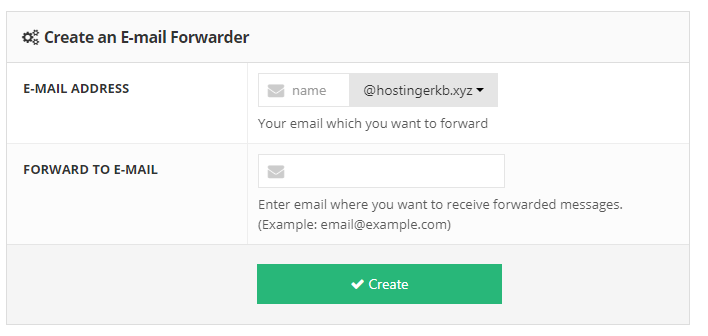 Create an E-mail Forwarder
E-MAIL ADDRESS
name
@hostingerkb.xyz
Your email which you want to forward
FORWARD TO E-MAIL
Enter email where you want to receive forwarded messages.
(Example: email@example.com)
Create